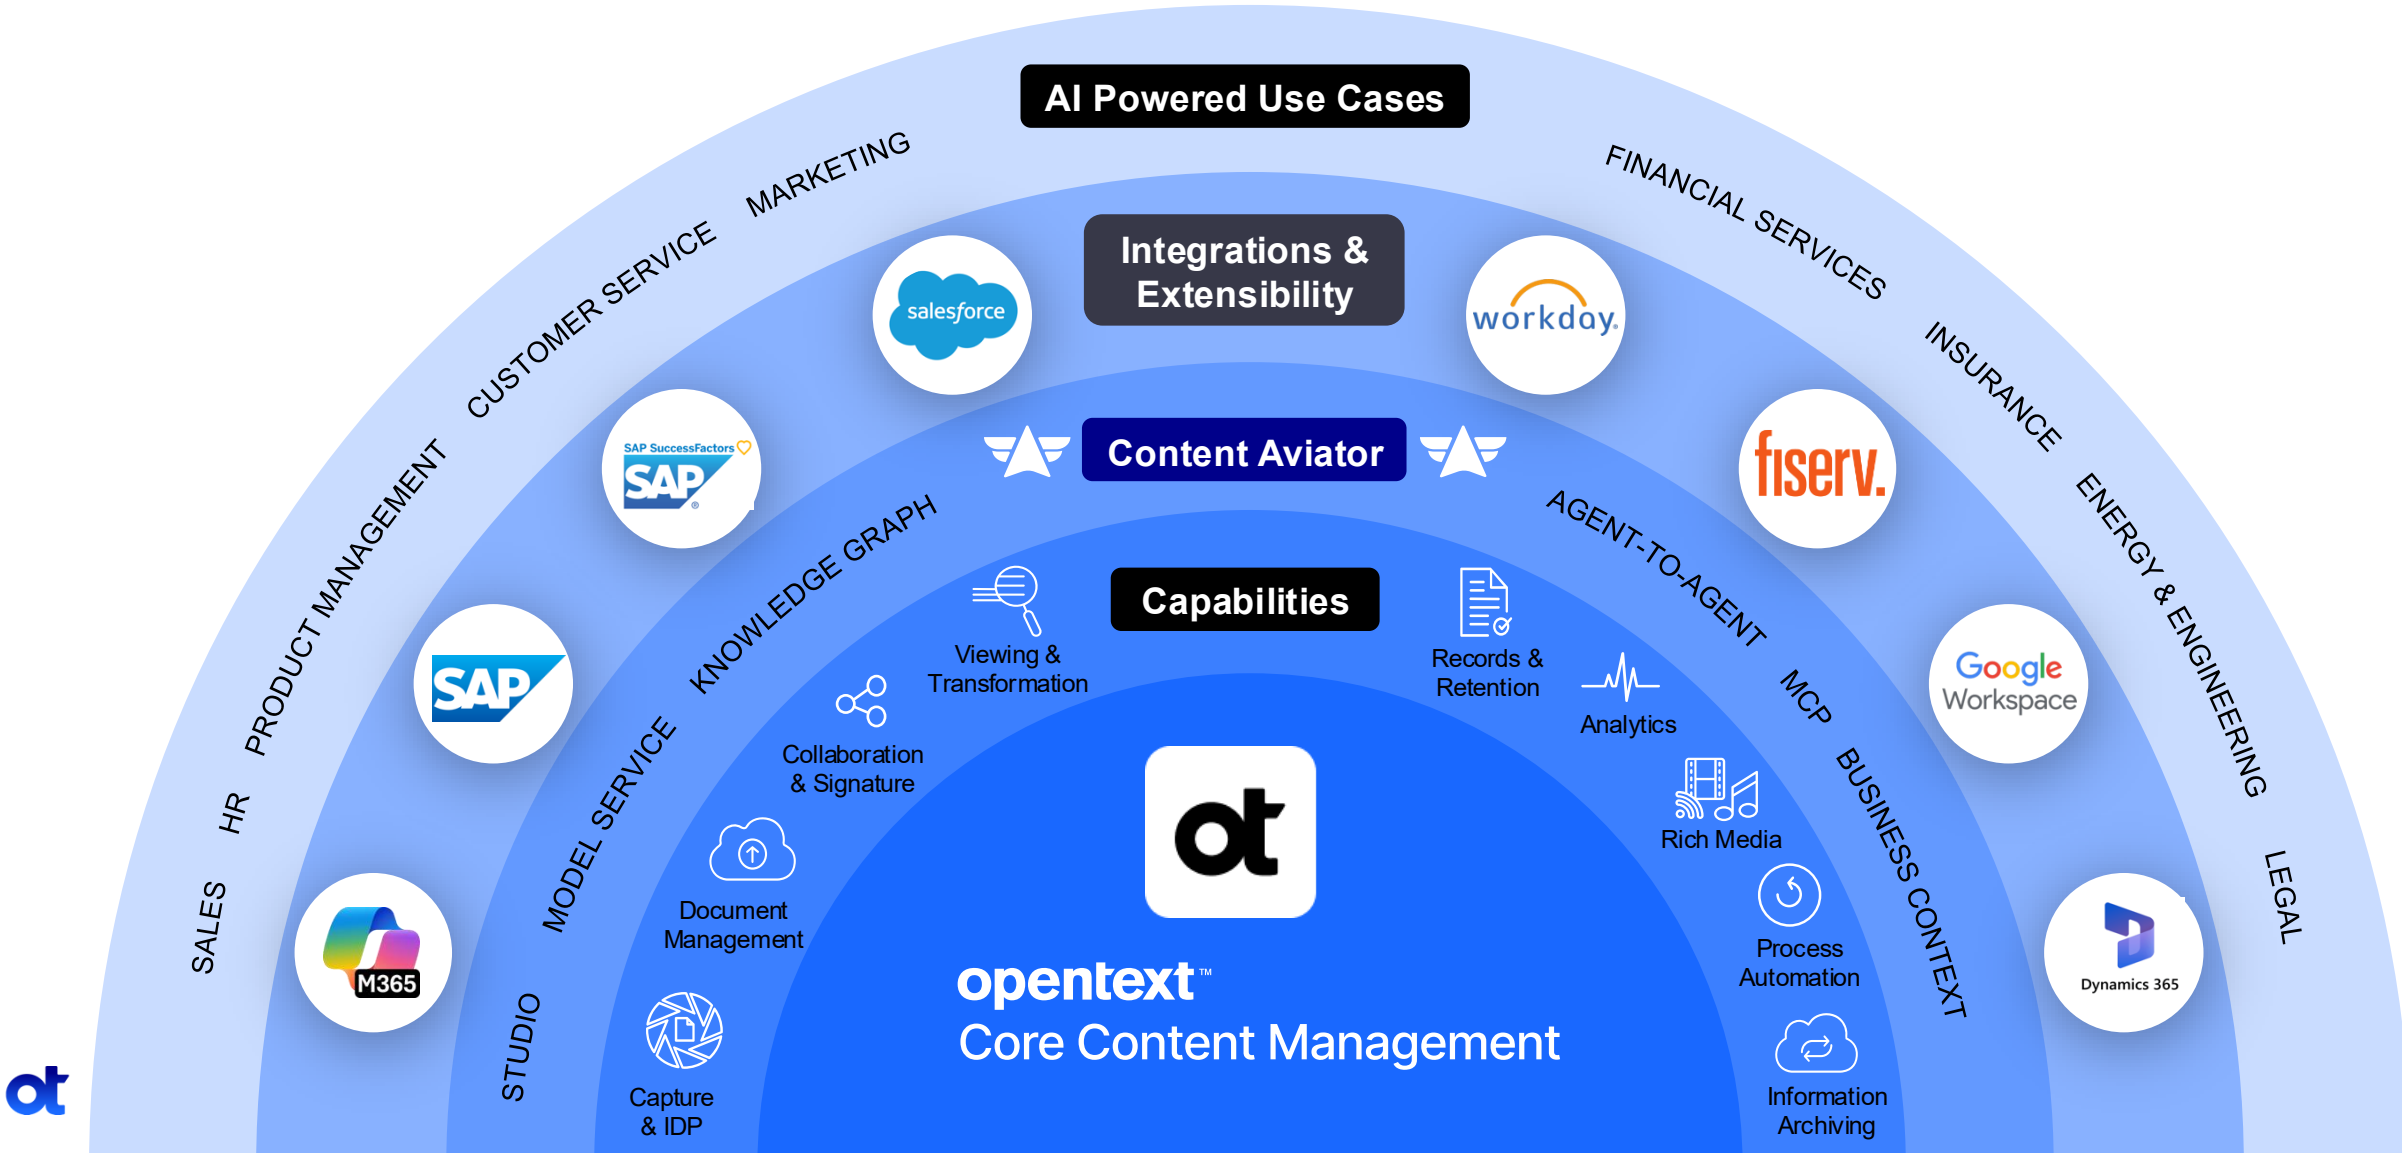 AI Powered Use Cases
SALES
HR
PRODUCT MANAGEMENT
CUSTOMER SERVICE
MARKETING
FINANCIAL SERVICES
INSURANCE
ENERGY & ENGINEERING
LEGAL
Integrations &
Extensibility
M365
SAP
SAP SuccessFactors
SAP®
salesforce
workday®
fiserv.
Google
Workspace
Dynamics 365
Content Aviator
STUDIO
MODEL SERVICE
KNOWLEDGE GRAPH
AGENT-TO-AGENT
MCP
BUSINESS CONTEXT
Capabilities
Capture
& IDP
Document
Management
Collaboration
& Signature
Viewing &
Transformation
Records &
Retention
Analytics
Rich Media
Process
Automation
Information
Archiving
ot
opentext™
Core Content Management
ot